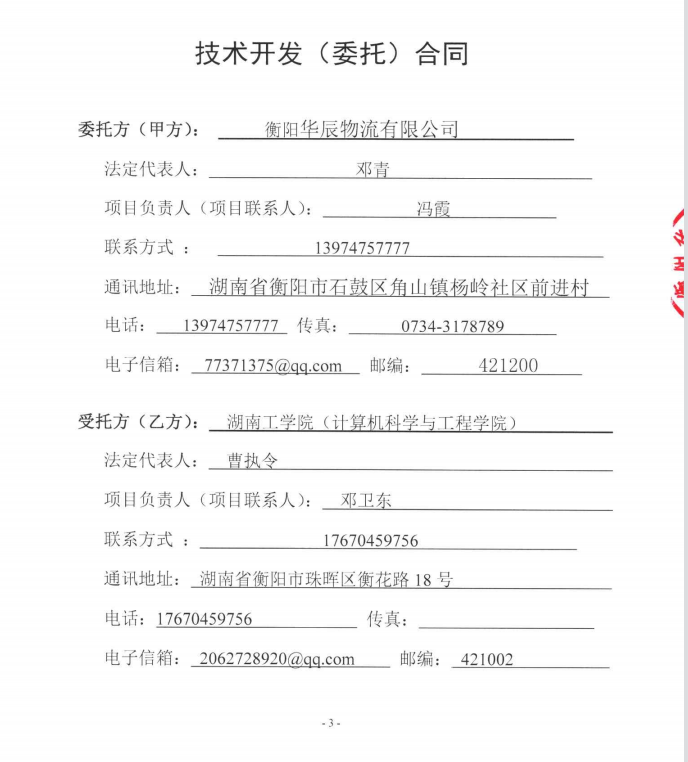 技术开发（委托）合同
委托方（甲方）： 衡阳华辰物流有限公司
法定代表人： 邓青
项目负责人（项目联系人）： 冯霞
联系方式 ： 13974757777
通讯地址： 湖南省衡阳市石鼓区角山镇杨岭社区前进村
电话： 13974757777 传真： 0734-3178789
电子信箱： 77371375@qq.com 邮编： 421200
受托方（乙方）： 湖南工学院（计算机科学与工程学院）
法定代表人： 曹执令
项目负责人（项目联系人）： 邓卫东
联系方式 ： 17670459756
通讯地址： 湖南省衡阳市珠晖区衡花路 18 号
电话：17670459756 传真：
电子信箱： 2062728920@qq.com 邮编： 421002
- 3 -